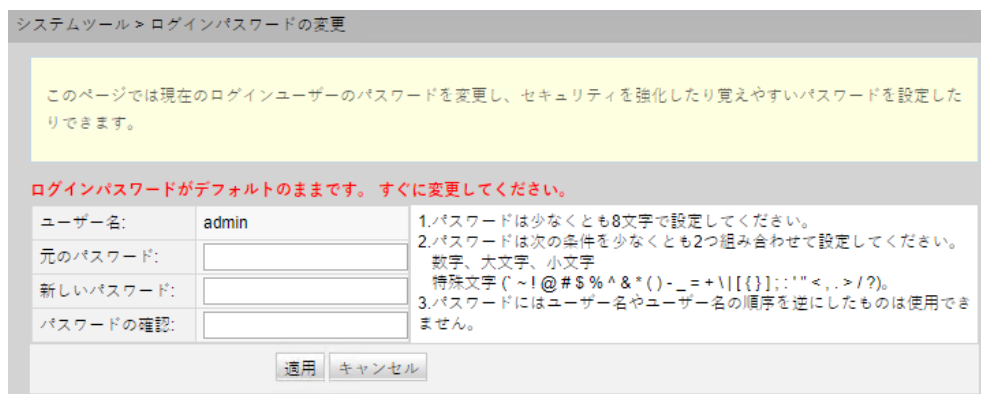 システムツール > ログインパスワードの変更
このページでは現在のログインユーザーのパスワードを変更し、セキュリティを強化したり覚えやすいパスワードを設定した
りできます。
ログインパスワードがデフォルトのままです。 すぐに変更してください。
ユーザー名: admin
元のパスワード:
新しいパスワード:
パスワードの確認:
1.パスワードは少なくとも8文字で設定してください。
2.パスワードは次の条件を少なくとも2つ組み合わせて設定してください。
数字、大文字、小文字
特殊文字 (` ~ ! @ # $ % ^ & * ( ) - _ = + \ | [ { } ] ; : ' " < , . > / ?)。
3.パスワードにはユーザー名やユーザー名の順序を逆にしたものは使用でき
ません。
適用 キャンセル